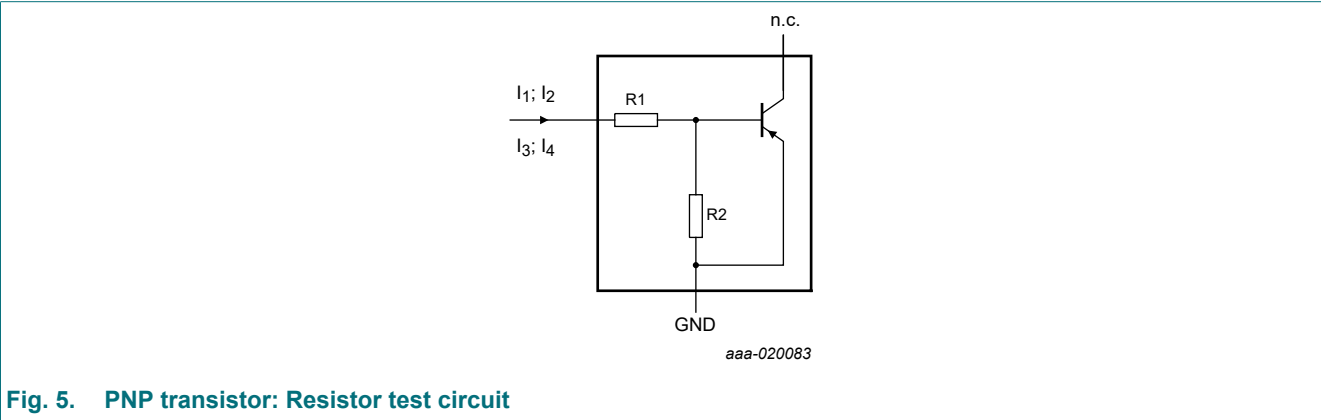 n.c.
I1; I2
R1
I3; I4
R2
GND
aaa-020083
Fig. 5. PNP transistor: Resistor test circuit